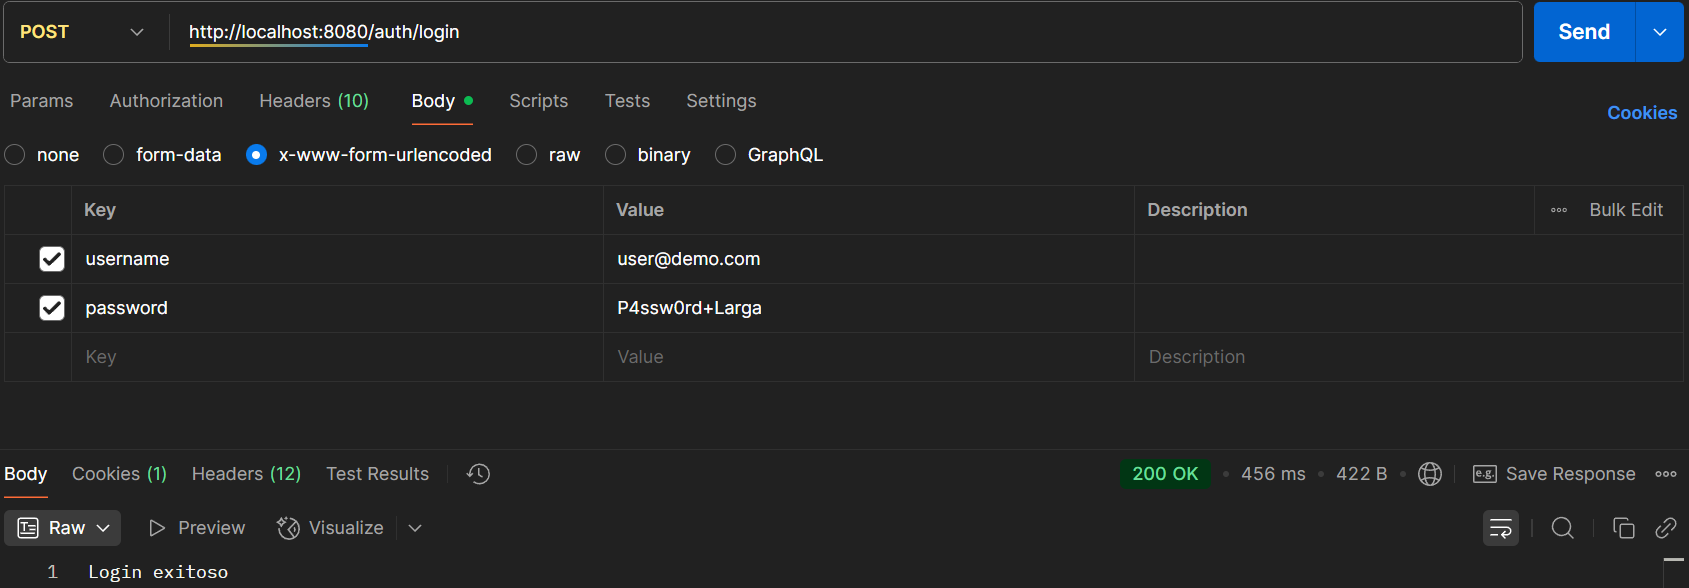 POST http://localhost:8080/auth/login Send
Params Authorization Headers (10) Body Scripts Tests Settings
Cookies
none form-data x-www-form-urlencoded raw binary GraphQL
Key Value Description Bulk Edit
username user@demo.com
password P4ssw0rd+Larga
Key Value Description
Body Cookies (1) Headers (12) Test Results 200 OK 456 ms 422 B e.g. Save Response
Raw Preview Visualize
1 Login exitoso